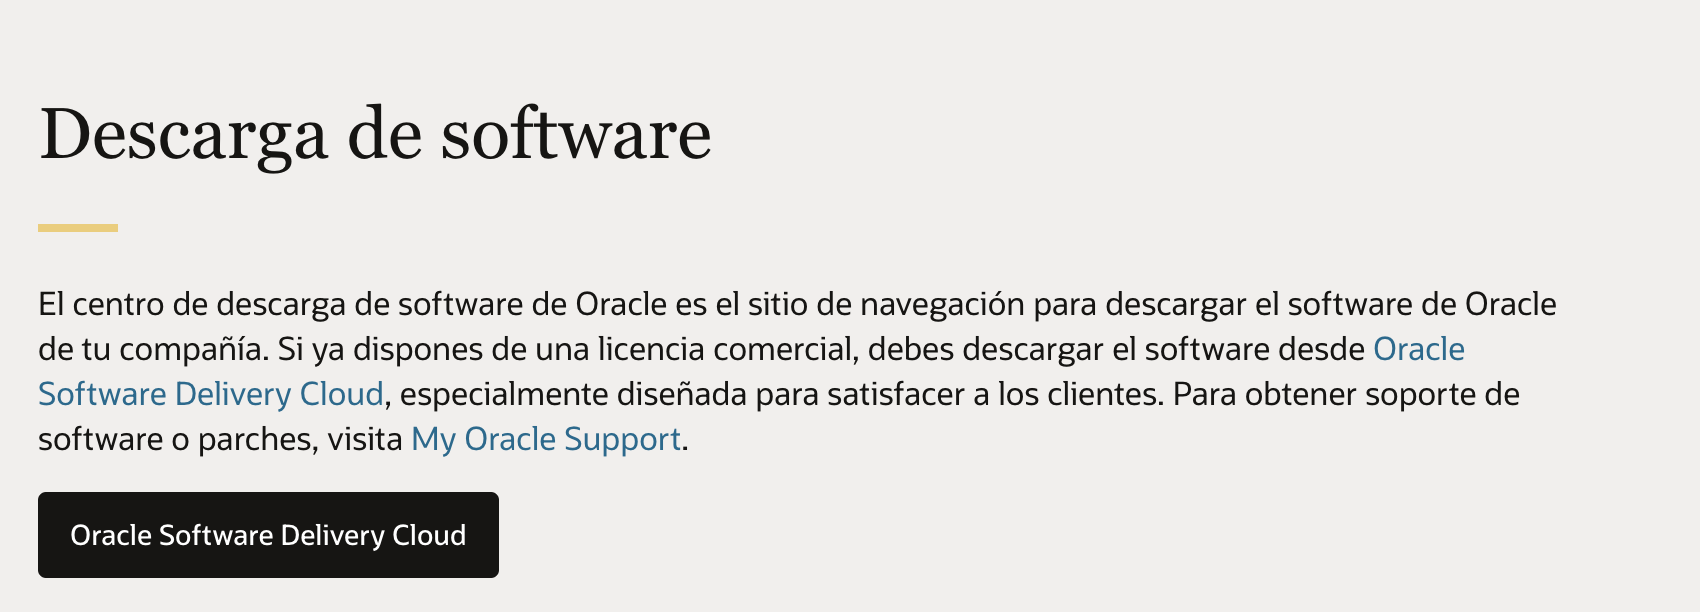 Descarga de software
El centro de descarga de software de Oracle es el sitio de navegación para descargar el software de Oracle
de tu compañía. Si ya dispones de una licencia comercial, debes descargar el software desde Oracle
Software Delivery Cloud, especialmente diseñada para satisfacer a los clientes. Para obtener soporte de
software o parches, visita My Oracle Support.
Oracle Software Delivery Cloud